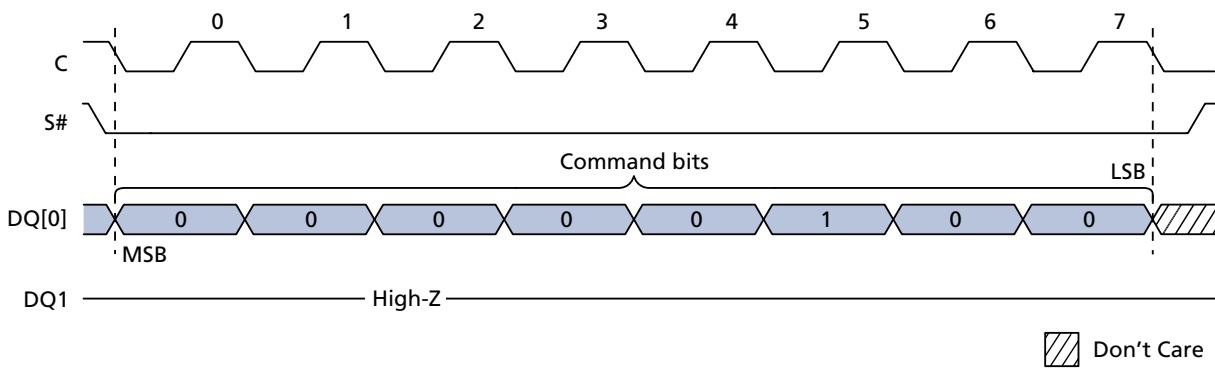 0 1 2 3 4 5 6 7
C
S#
Command bits
LSB
DQ[0] 0 0 0 0 0 1 0 0
MSB
DQ1 High-Z
Don't Care